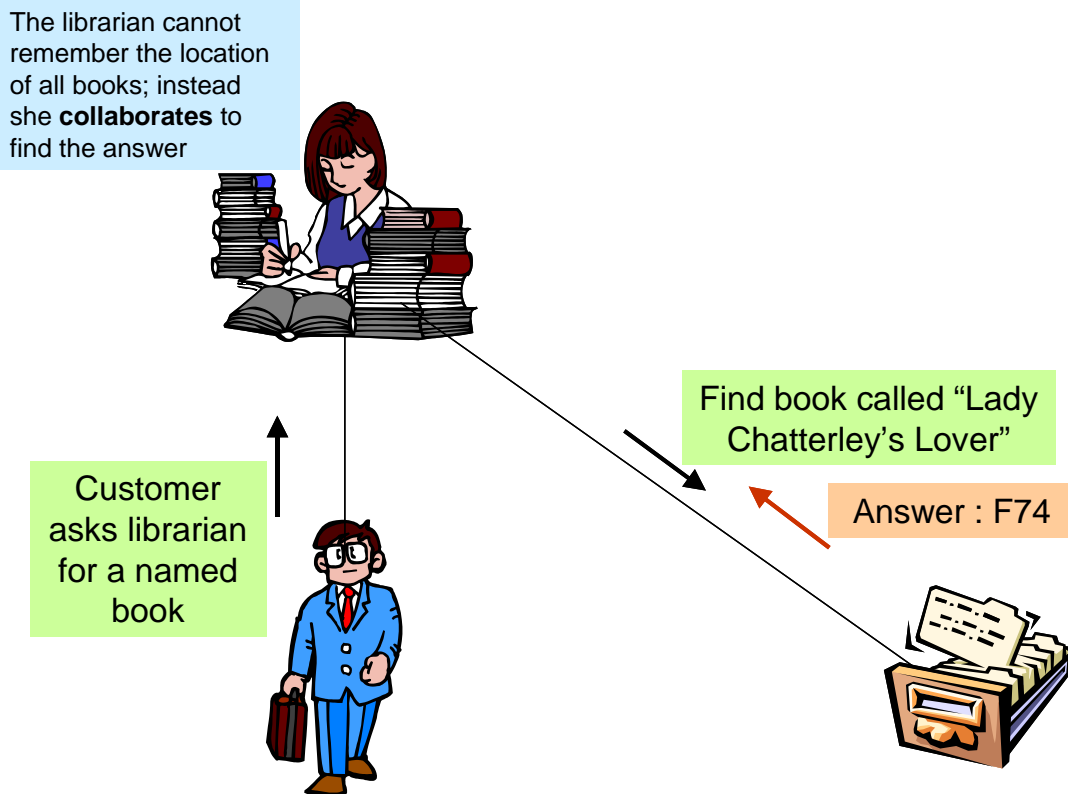 The librarian cannot
remember the location
of all books; instead
she collaborates to
find the answer
Find book called “Lady
Chatterley’s Lover”
Answer : F74
Customer
asks librarian
for a named
book